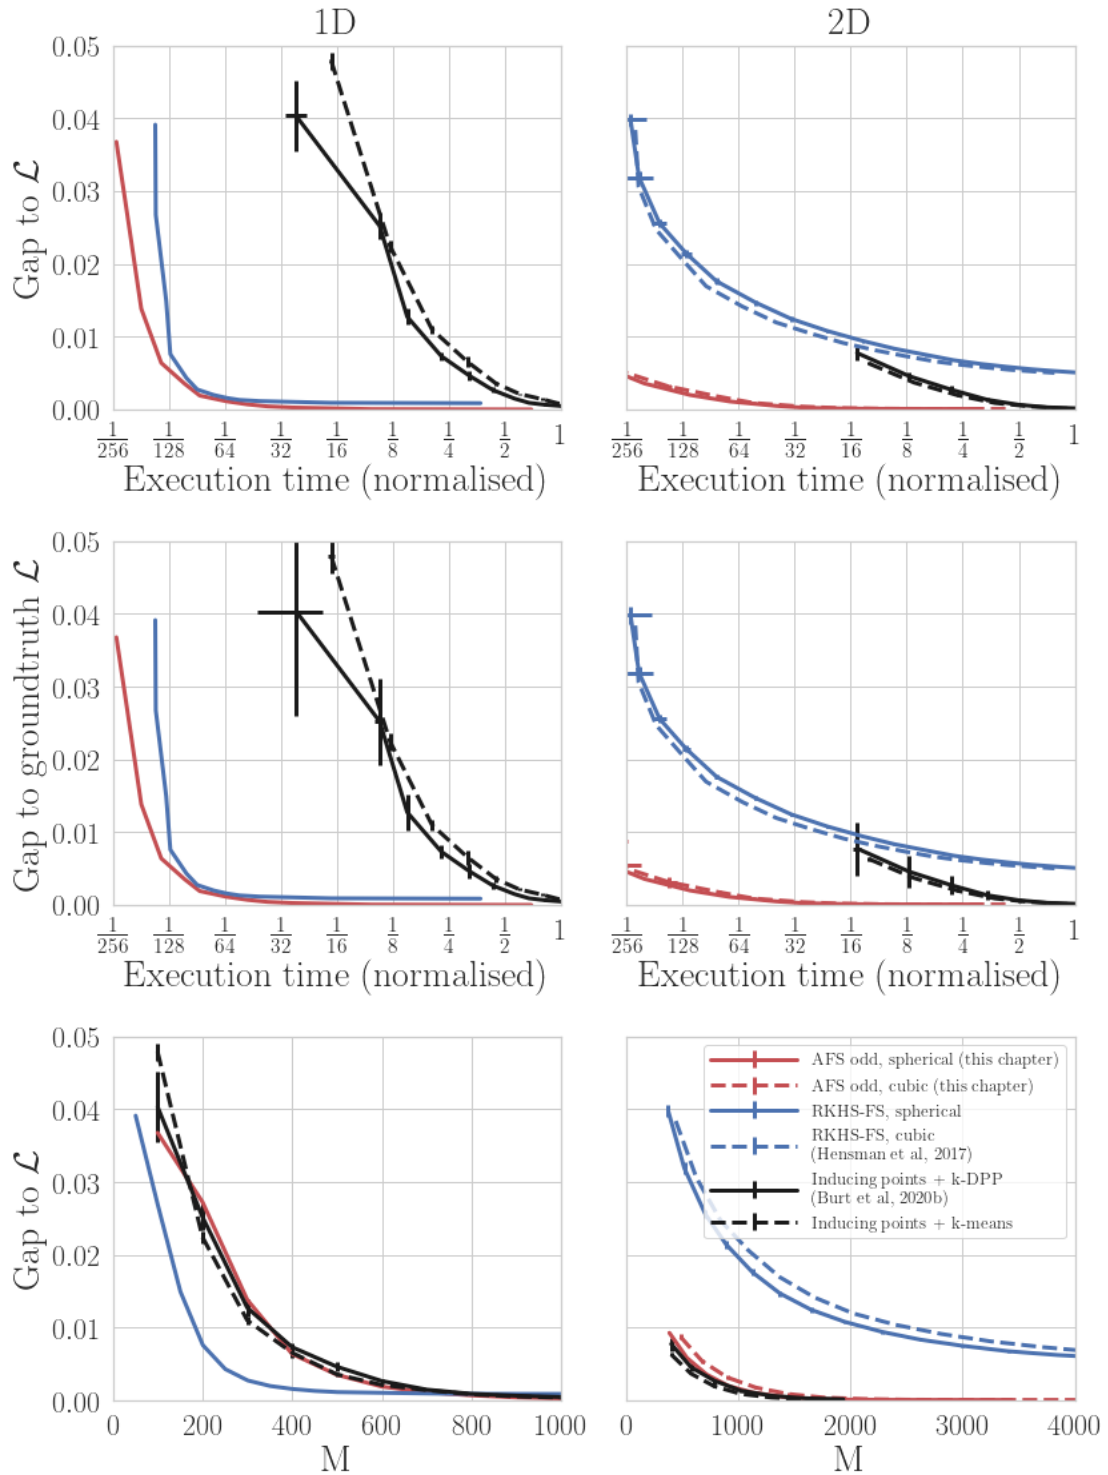 1D
2D
Gap to ℒ
0.05
0.04
0.03
0.02
0.01
0.00
1/256 1/128 1/64 1/32 1/16 1/8 1/4 1/2 1
Execution time (normalised)
1/256 1/128 1/64 1/32 1/16 1/8 1/4 1/2 1
Execution time (normalised)
Gap to groundtruth ℒ
0.05
0.04
0.03
0.02
0.01
0.00
1/256 1/128 1/64 1/32 1/16 1/8 1/4 1/2 1
Execution time (normalised)
1/256 1/128 1/64 1/32 1/16 1/8 1/4 1/2 1
Execution time (normalised)
Gap to ℒ
0.05
0.04
0.03
0.02
0.01
0.00
0 200 400 600 800 1000
M
AFS odd, spherical (this chapter)
AFS odd, cubic (this chapter)
RKHS-FS, spherical
RKHS-FS, cubic
(Hensman et al, 2017)
Inducing points + k-DPP
(Burt et al, 2020b)
Inducing points + k-means
0 1000 2000 3000 4000
M